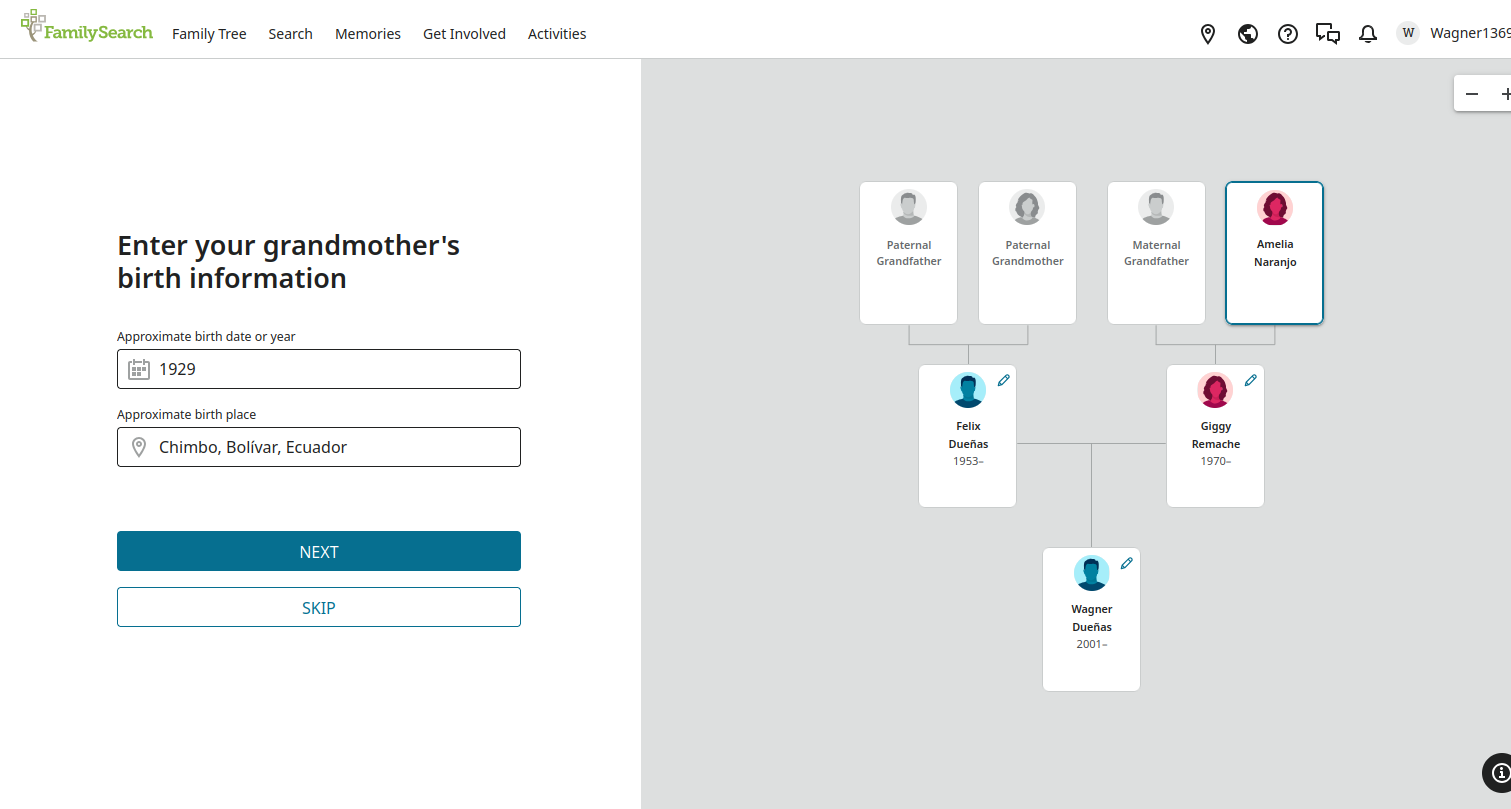 FamilySearch
Family Tree Search Memories Get Involved Activities
W Wagner1369
Enter your grandmother's
birth information
Approximate birth date or year
1929
Approximate birth place
Chimbo, Bolívar, Ecuador
NEXT
SKIP
Paternal
Grandfather
Paternal
Grandmother
Maternal
Grandfather
Amelia
Naranjo
Felix
Dueñas
1953–
Giggy
Remache
1970–
Wagner
Dueñas
2001–